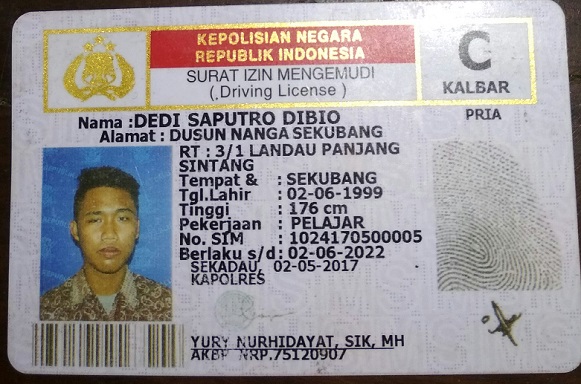 KEPOLISIAN NEGARA
REPUBLIK INDONESIA
SURAT IZIN MENGEMUDI
(.Driving License )
C
KALBAR
PRIA
Nama :DEDI SAPUTRO DIBIO
Alamat : DUSUN NANGA SEKUBANG
RT : 3/1 LANDAU PANJANG
SINTANG
Tempat & : SEKUBANG
Tgl.Lahir : 02-06-1999
Tinggi : 176 cm
Pekerjaan : PELAJAR
No. SIM : 1024170500005
Berlaku s/d: 02-06-2022
SEKADAU, 02-05-2017
KAPOLRES
YURY NURHIDAYAT, SIK, MH
AKBP NRP.75120907